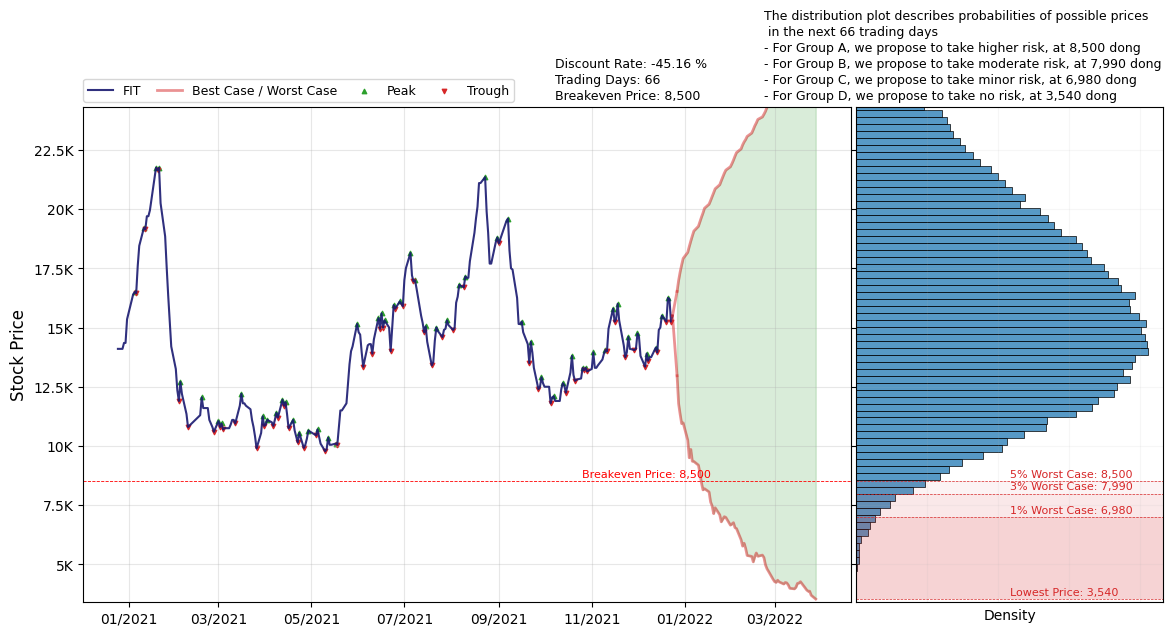 The distribution plot describes probabilities of possible prices
in the next 66 trading days
- For Group A, we propose to take higher risk, at 8,500 dong
- For Group B, we propose to take moderate risk, at 7,990 dong
- For Group C, we propose to take minor risk, at 6,980 dong
- For Group D, we propose to take no risk, at 3,540 dong
Discount Rate: -45.16 %
Trading Days: 66
Breakeven Price: 8,500
FIT Best Case / Worst Case Peak Trough
Stock Price
22.5K
20K
17.5K
15K
12.5K
10K
7.5K
5K
Breakeven Price: 8,500
5% Worst Case: 8,500
3% Worst Case: 7,990
1% Worst Case: 6,980
Lowest Price: 3,540
01/2021 03/2021 05/2021 07/2021 09/2021 11/2021 01/2022 03/2022
Density